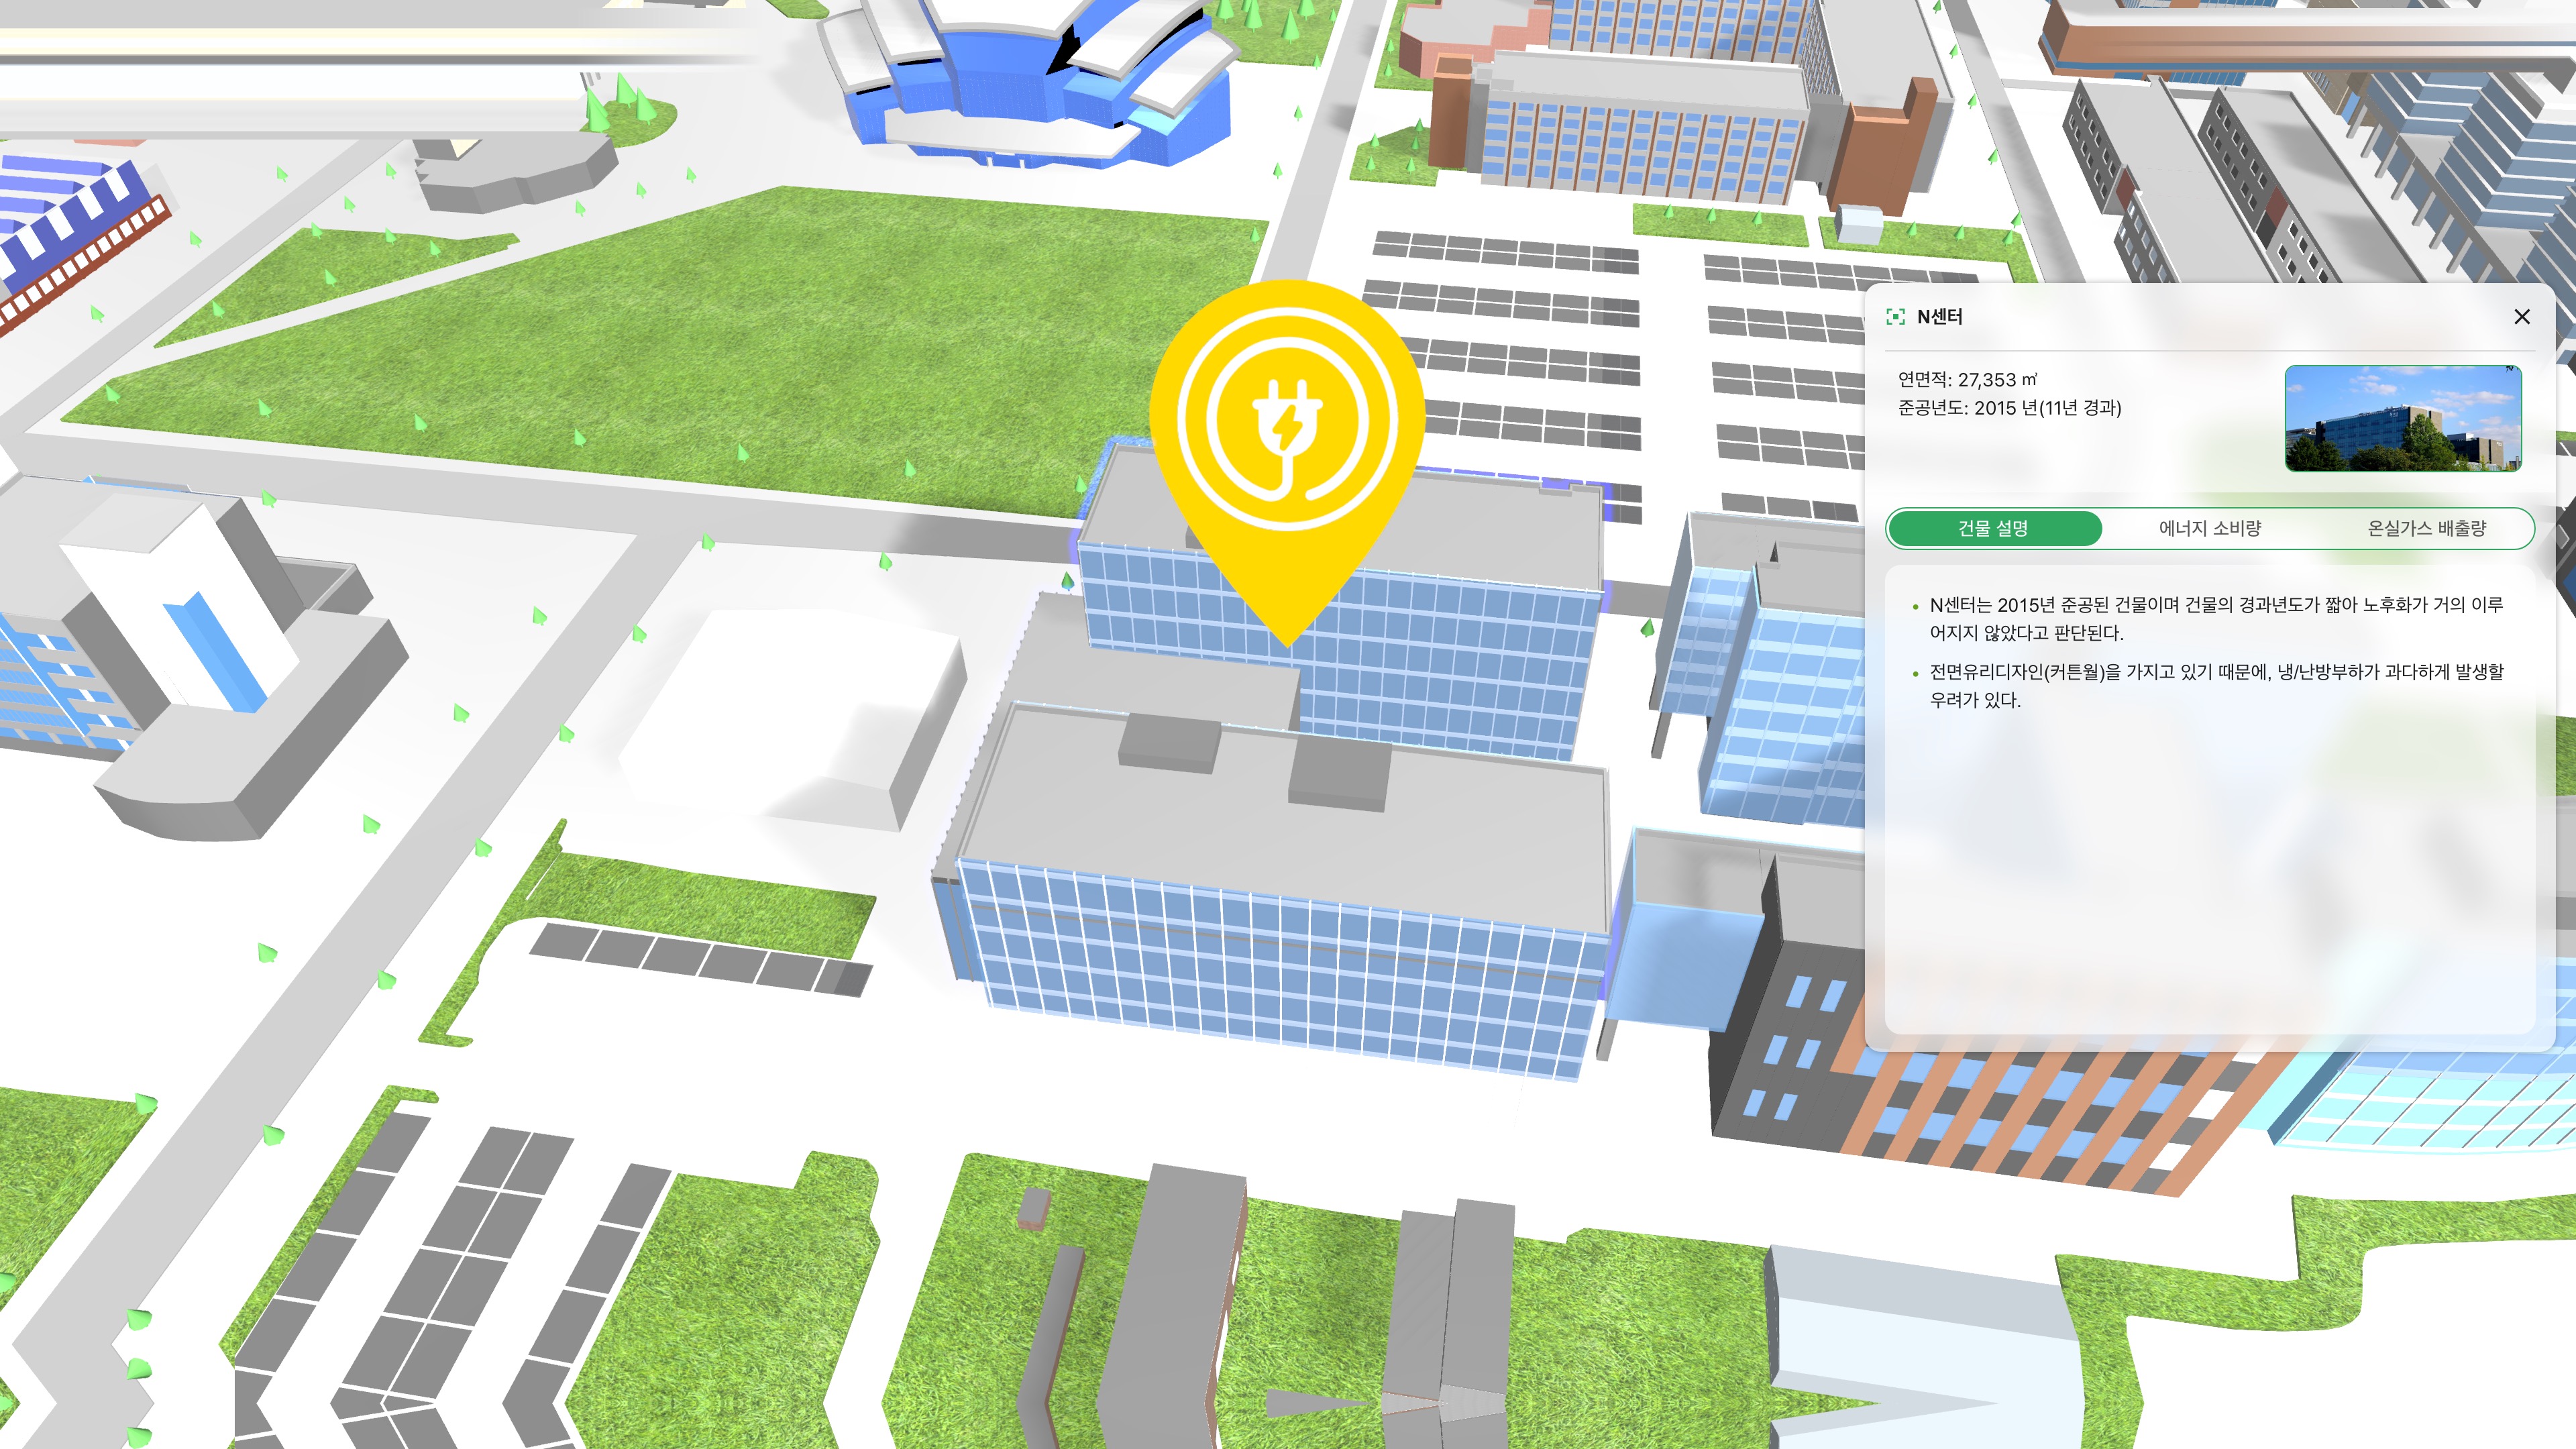 N센터
연면적: 27,353 ㎡
준공년도: 2015 년(11년 경과)
건물 설명
에너지 소비량
온실가스 배출량
N센터는 2015년 준공된 건물이며 건물의 경과년도가 짧아 노후화가 거의 이루
어지지 않았다고 판단된다.
전면유리디자인(커튼월)을 가지고 있기 때문에, 냉/난방부하가 과다하게 발생할
우려가 있다.